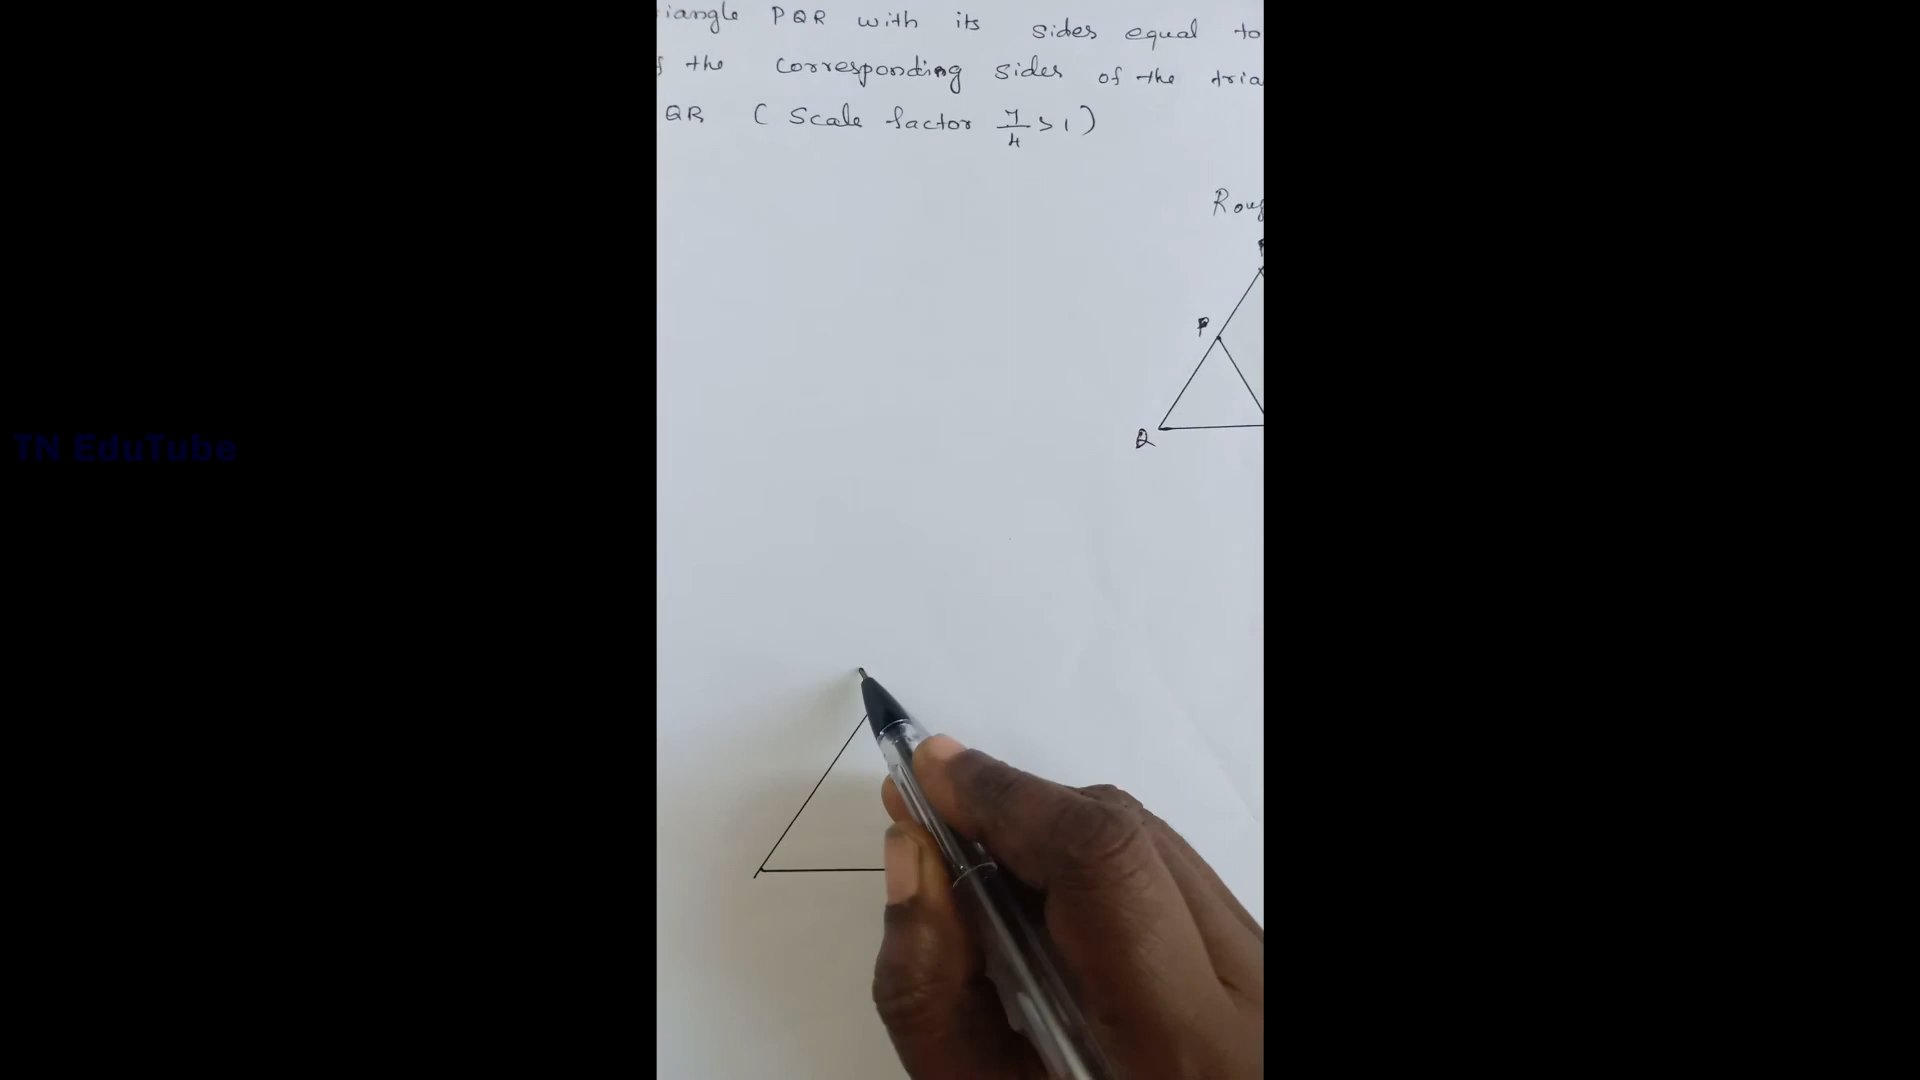 iangle PQR with its sides equal to
f the corresponding sides of the tria
QR ( Scale factor 7/4 > 1 )
Roug
P
P
Q
TN EduTube